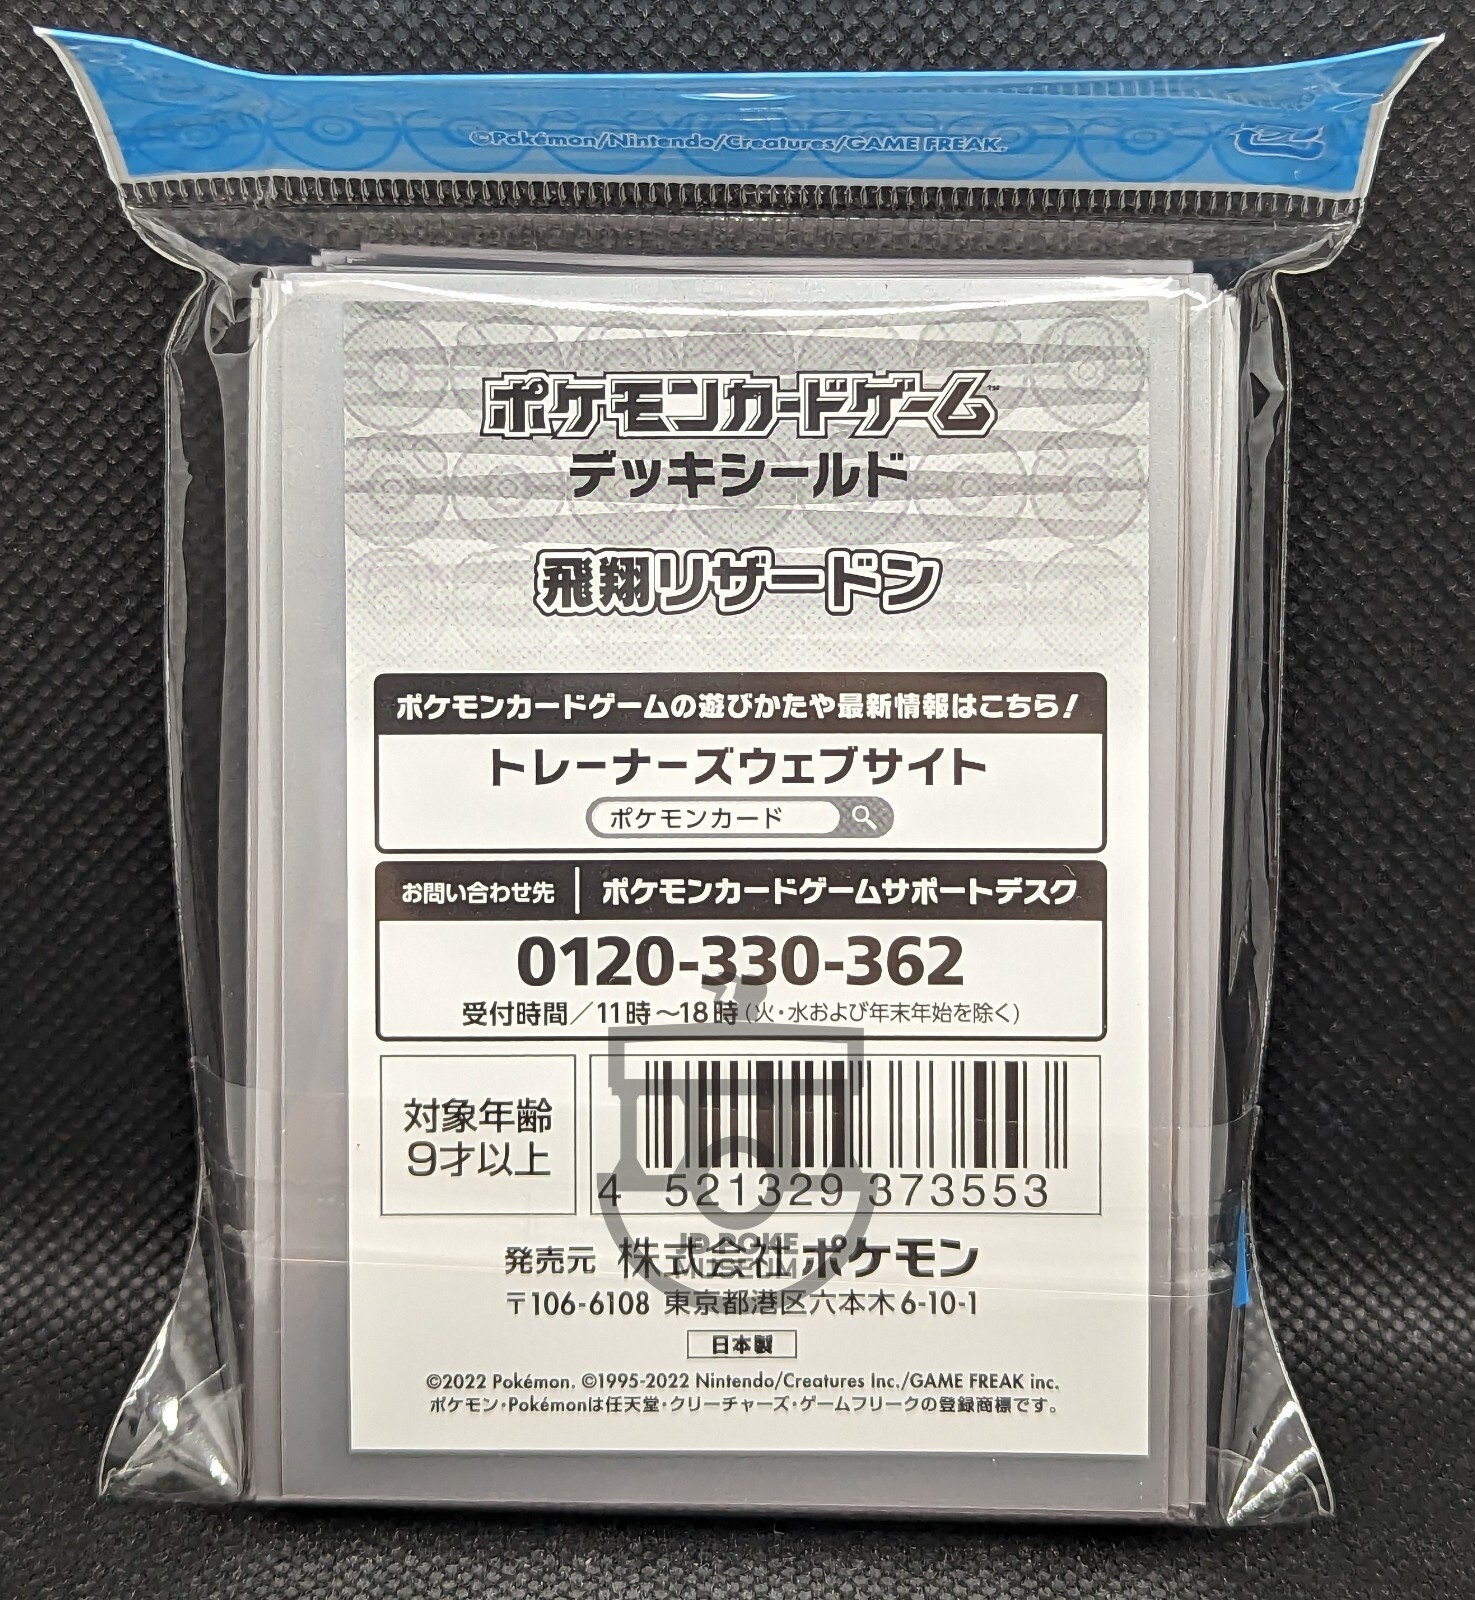 ©Pokémon/Nintendo/Creatures/GAME FREAK.
ポケモンカードゲーム™
デッキシールド
飛翔リザードン
ポケモンカードゲームの遊びかたや最新情報はこちら！
トレーナーズウェブサイト
ポケモンカード
お問い合わせ先 ポケモンカードゲームサポートデスク
0120-330-362
受付時間／11時〜18時（火・水および年末年始を除く）
対象年齢
9才以上
4 521329 373553
JD POKE
MUSEUM
発売元 株式会社ポケモン
〒106-6108 東京都港区六本木6-10-1
日本製
©2022 Pokémon. ©1995-2022 Nintendo/Creatures Inc./GAME FREAK inc.
ポケモン・Pokémonは任天堂・クリーチャーズ・ゲームフリークの登録商標です。